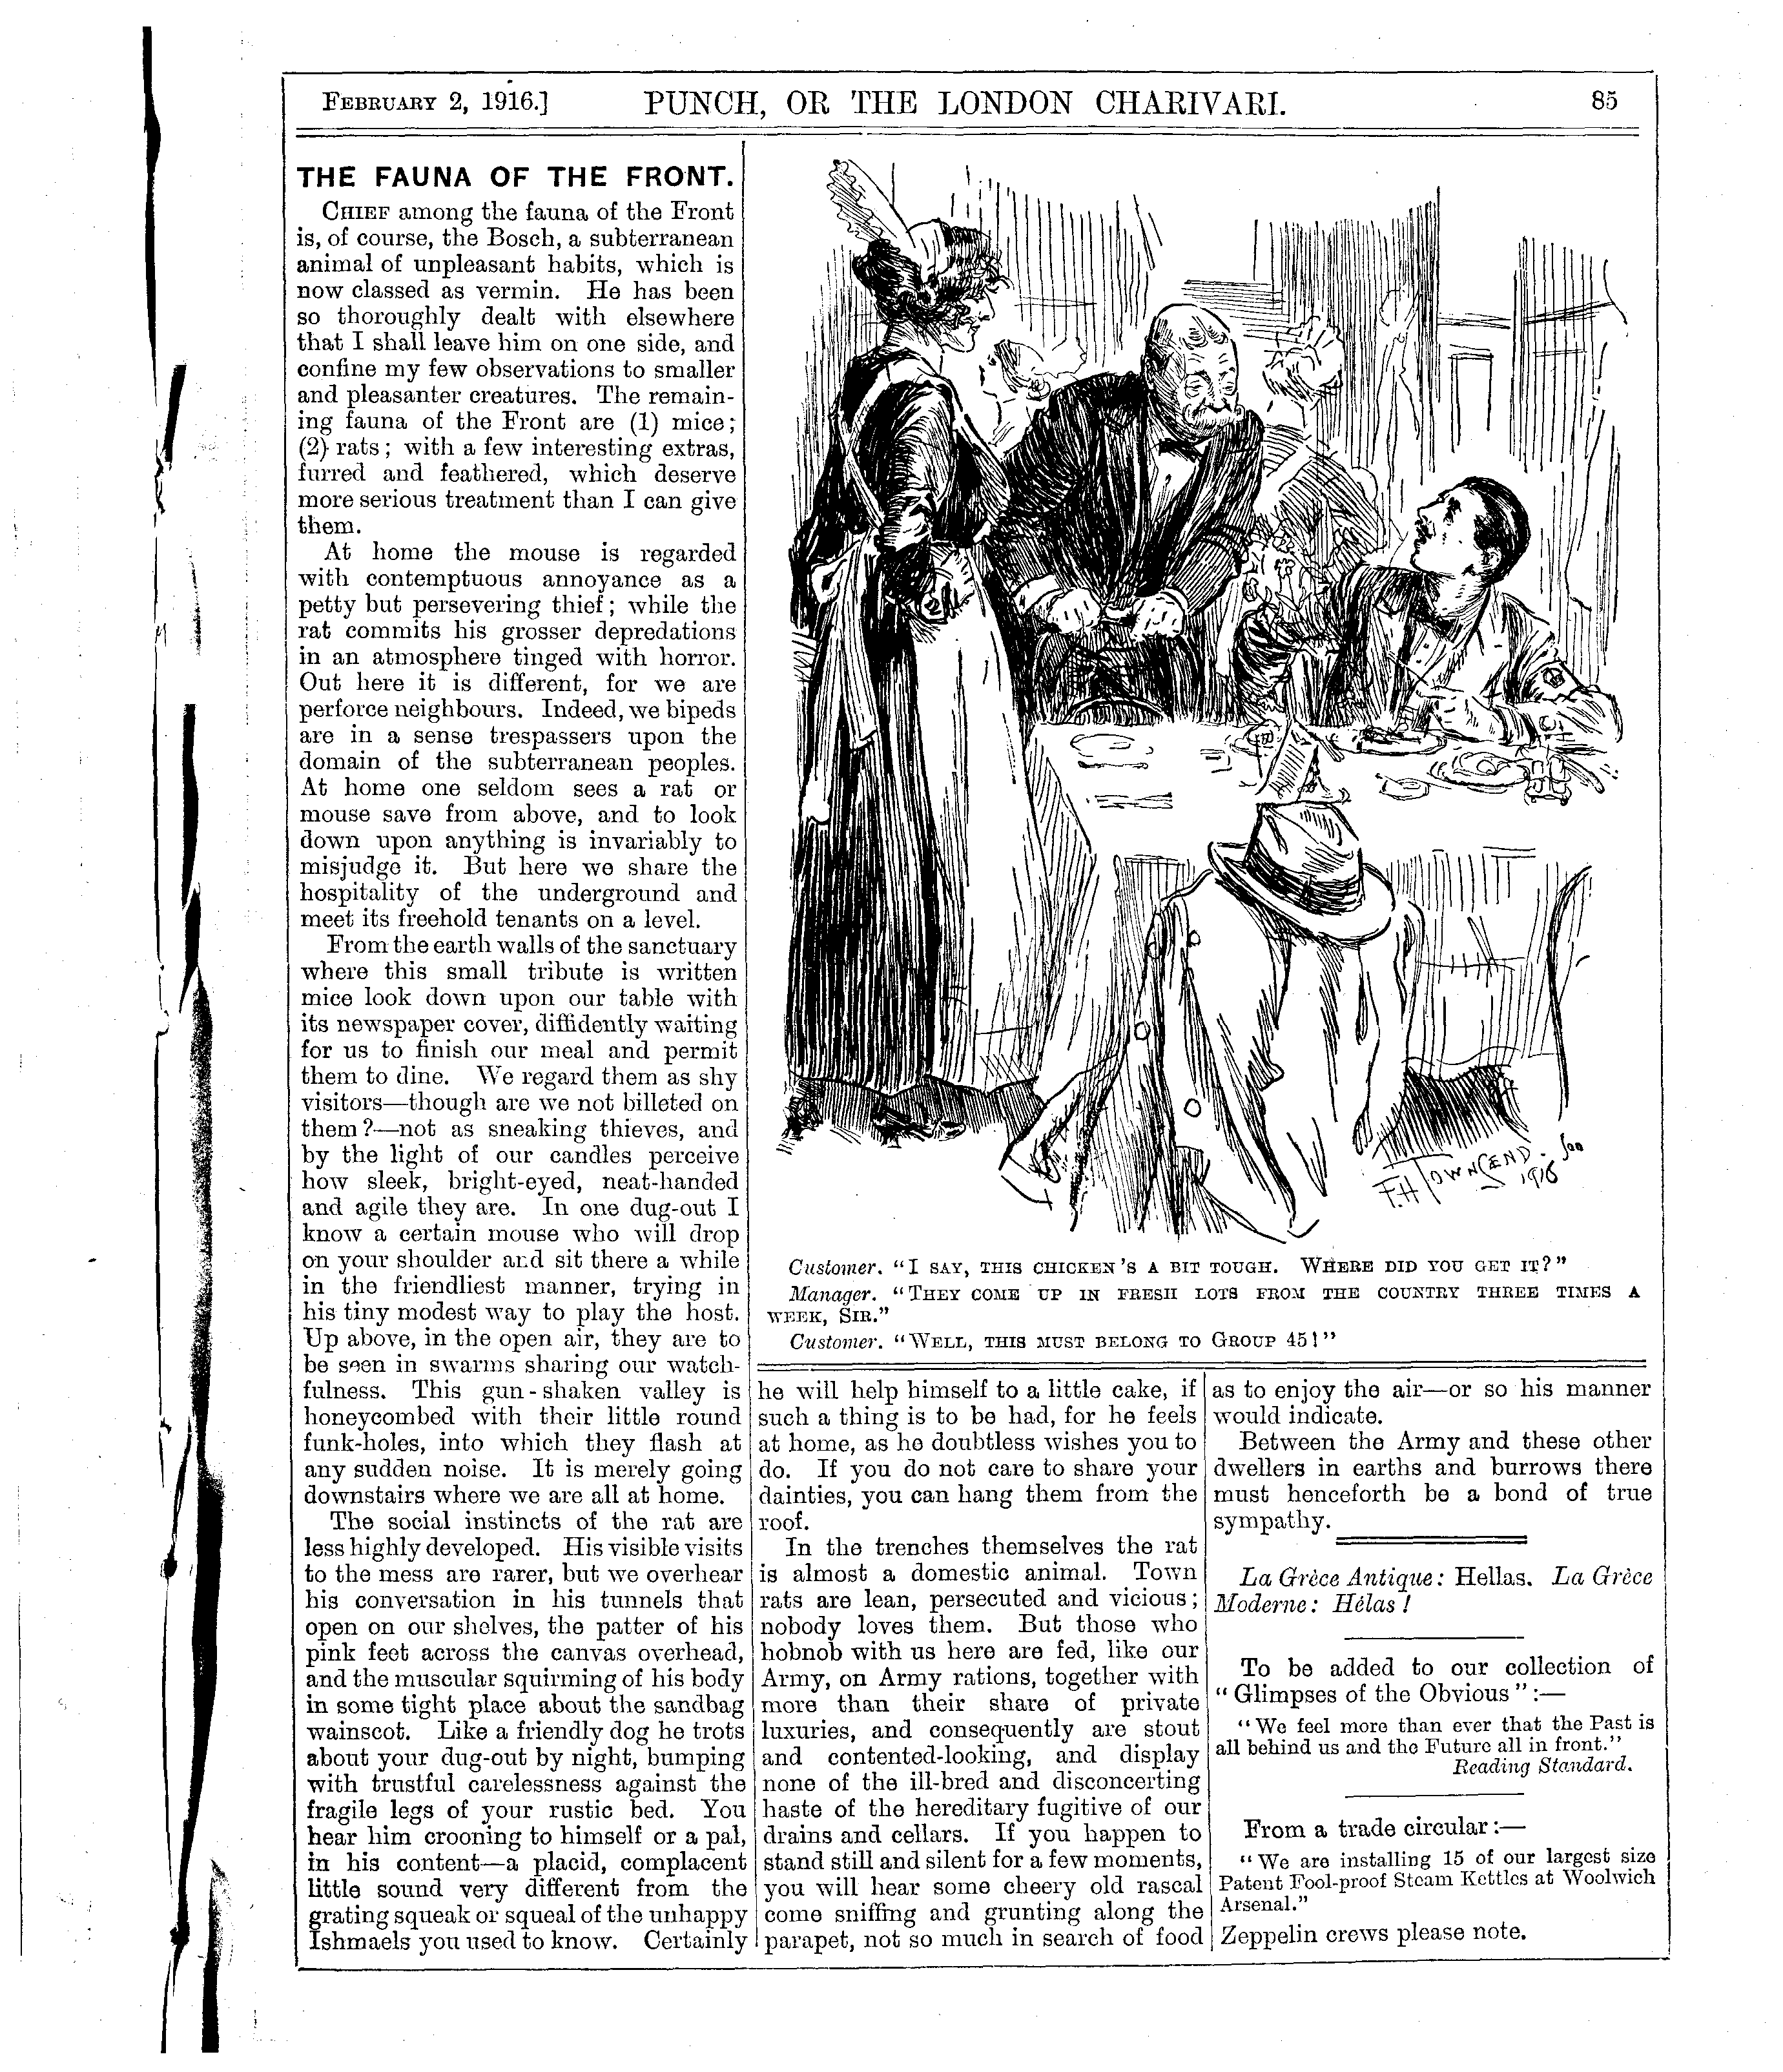 FEBRUARY 2, 1916.] PUNCH, OR THE LONDON CHARIVARI. 85
THE FAUNA OF THE FRONT.
CHIEF among the fauna of the Front
is, of course, the Bosch, a subterranean
animal of unpleasant habits, which is
now classed as vermin. He has been
so thoroughly dealt with elsewhere
that I shall leave him on one side, and
confine my few observations to smaller
and pleasanter creatures. The remain-
ing fauna of the Front are (1) mice;
(2) rats; with a few interesting extras,
furred and feathered, which deserve
more serious treatment than I can give
them.
At home the mouse is regarded
with contemptuous annoyance as a
petty but persevering thief; while the
rat commits his grosser depredations
in an atmosphere tinged with horror.
Out here it is different, for we are
perforce neighbours. Indeed, we bipeds
are in a sense trespassers upon the
domain of the subterranean peoples.
At home one seldom sees a rat or
mouse save from above, and to look
down upon anything is invariably to
misjudge it. But here we share the
hospitality of the underground and
meet its freehold tenants on a level.
From the earth walls of the sanctuary
where this small tribute is written
mice look down upon our table with
its newspaper cover, diffidently waiting
for us to finish our meal and permit
them to dine. We regard them as shy
visitors—though are we not billeted on
them?—not as sneaking thieves, and
by the light of our candles perceive
how sleek, bright-eyed, neat-handed
and agile they are. In one dug-out I
know a certain mouse who will drop
on your shoulder and sit there a while
in the friendliest manner, trying in
his tiny modest way to play the host.
Up above, in the open air, they are to
be seen in swarms sharing our watch-
fulness. This gun-shaken valley is
honeycombed with their little round
funk-holes, into which they flash at
any sudden noise. It is merely going
downstairs where we are all at home.
The social instincts of the rat are
less highly developed. His visible visits
to the mess are rarer, but we overhear
his conversation in his tunnels that
open on our shelves, the patter of his
pink feet across the canvas overhead,
and the muscular squirming of his body
in some tight place about the sandbag
wainscot. Like a friendly dog he trots
about your dug-out by night, bumping
with trustful carelessness against the
fragile legs of your rustic bed. You
hear him crooning to himself or a pal,
in his content—a placid, complacent
little sound very different from the
grating squeak or squeal of the unhappy
Ishmaels you used to know. Certainly
F.H. TOWNSEND. Soo
1916
Customer. "I SAY, THIS CHICKEN'S A BIT TOUGH. WHERE DID YOU GET IT?"
Manager. "THEY COME UP IN FRESH LOTS FROM THE COUNTRY THREE TIMES A
WEEK, SIR."
Customer. "WELL, THIS MUST BELONG TO GROUP 45!"
he will help himself to a little cake, if
such a thing is to be had, for he feels
at home, as he doubtless wishes you to
do. If you do not care to share your
dainties, you can hang them from the
roof.
In the trenches themselves the rat
is almost a domestic animal. Town
rats are lean, persecuted and vicious;
nobody loves them. But those who
hobnob with us here are fed, like our
Army, on Army rations, together with
more than their share of private
luxuries, and consequently are stout
and contented-looking, and display
none of the ill-bred and disconcerting
haste of the hereditary fugitive of our
drains and cellars. If you happen to
stand still and silent for a few moments,
you will hear some cheery old rascal
come sniffing and grunting along the
parapet, not so much in search of food
as to enjoy the air—or so his manner
would indicate.
Between the Army and these other
dwellers in earths and burrows there
must henceforth be a bond of true
sympathy.
La Grèce Antique: Hellas. La Grèce
Moderne: Hélas!
To be added to our collection of
"Glimpses of the Obvious":—
"We feel more than ever that the Past is
all behind us and the Future all in front."
Reading Standard.
From a trade circular:—
"We are installing 15 of our largest size
Patent Fool-proof Steam Kettles at Woolwich
Arsenal."
Zeppelin crews please note.